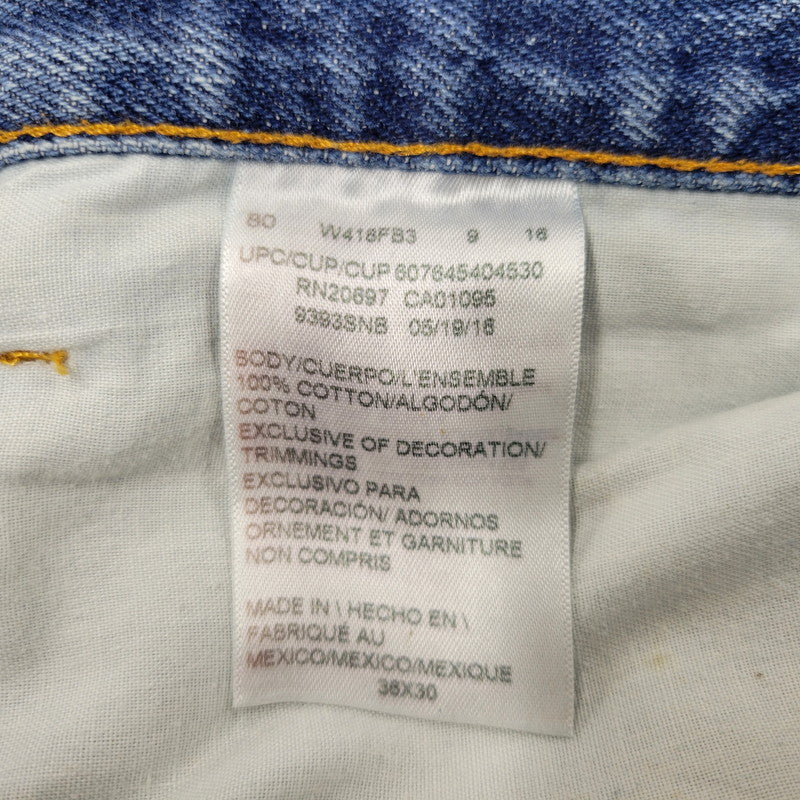 80 W418FB3 9 16
UPC/CUP/CUP 607645404530
RN20697 CA01095
9393SNB 05/19/16
BODY/CUERPO/L'ENSEMBLE
100% COTTON/ALGODÓN/
COTON
EXCLUSIVE OF DECORATION/
TRIMMINGS
EXCLUSIVO PARA
DECORACIÓN/ ADORNOS
ORNEMENT ET GARNITURE
NON COMPRIS
MADE IN \ HECHO EN \
FABRIQUÉ AU
MEXICO/MEXICO/MEXIQUE
36X30